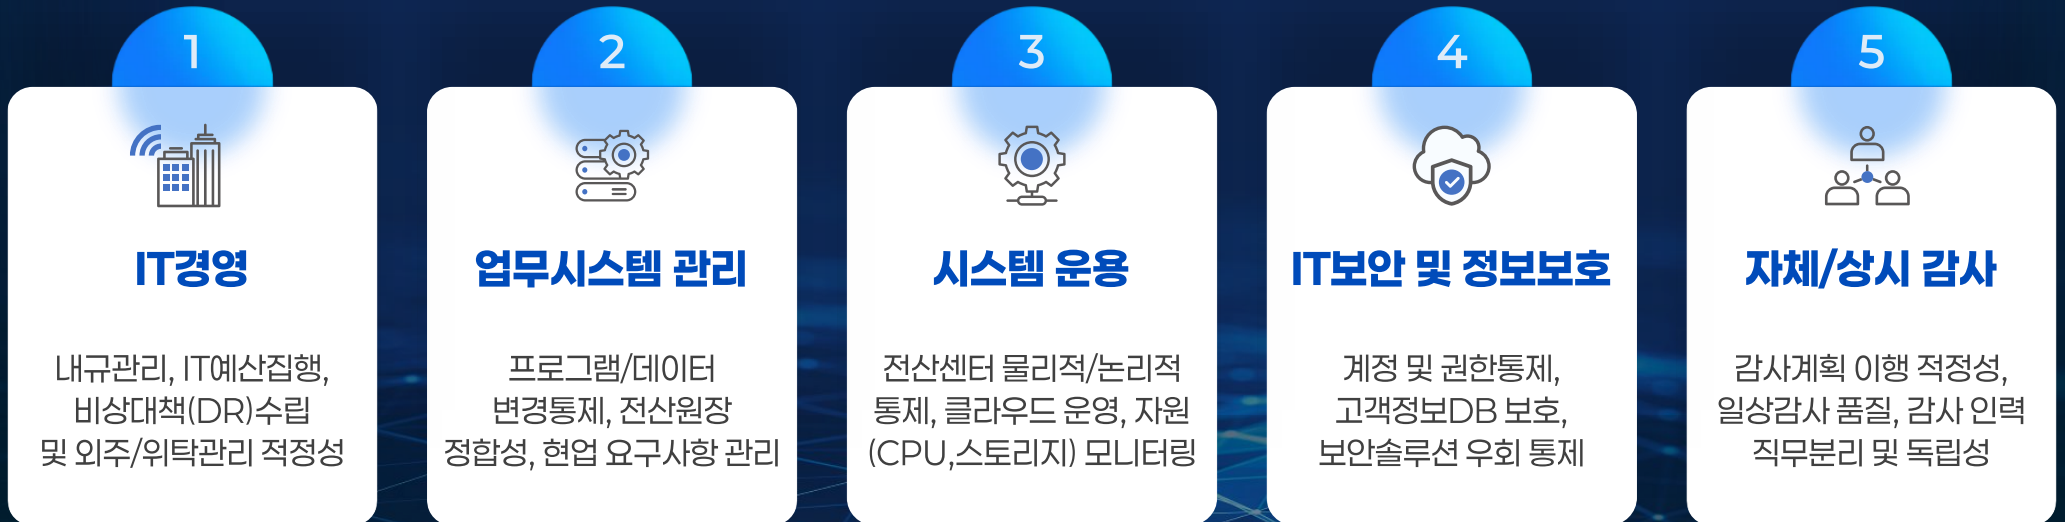 1
IT경영
내규관리, IT예산집행,
비상대책(DR)수립
및 외주/위탁관리 적정성
2
업무시스템 관리
프로그램/데이터
변경통제, 전산원장
정합성, 현업 요구사항 관리
3
시스템 운용
전산센터 물리적/논리적
통제, 클라우드 운영, 자원
(CPU,스토리지) 모니터링
4
IT보안 및 정보보호
계정 및 권한통제,
고객정보DB 보호,
보안솔루션 우회 통제
5
자체/상시 감사
감사계획 이행 적정성,
일상감사 품질, 감사 인력
직무분리 및 독립성